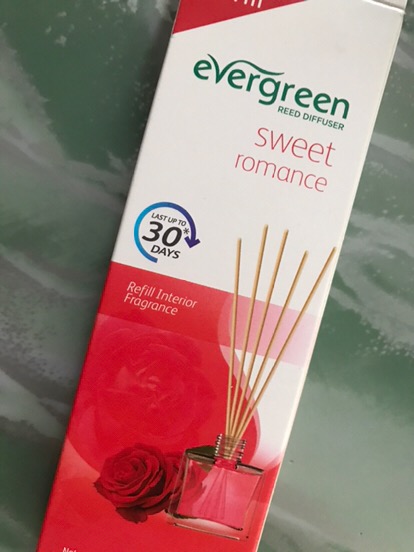 evergreen
REED DIFFUSER
sweet
romance
LAST UP TO
30*
DAYS
Refill Interior
Fragrance